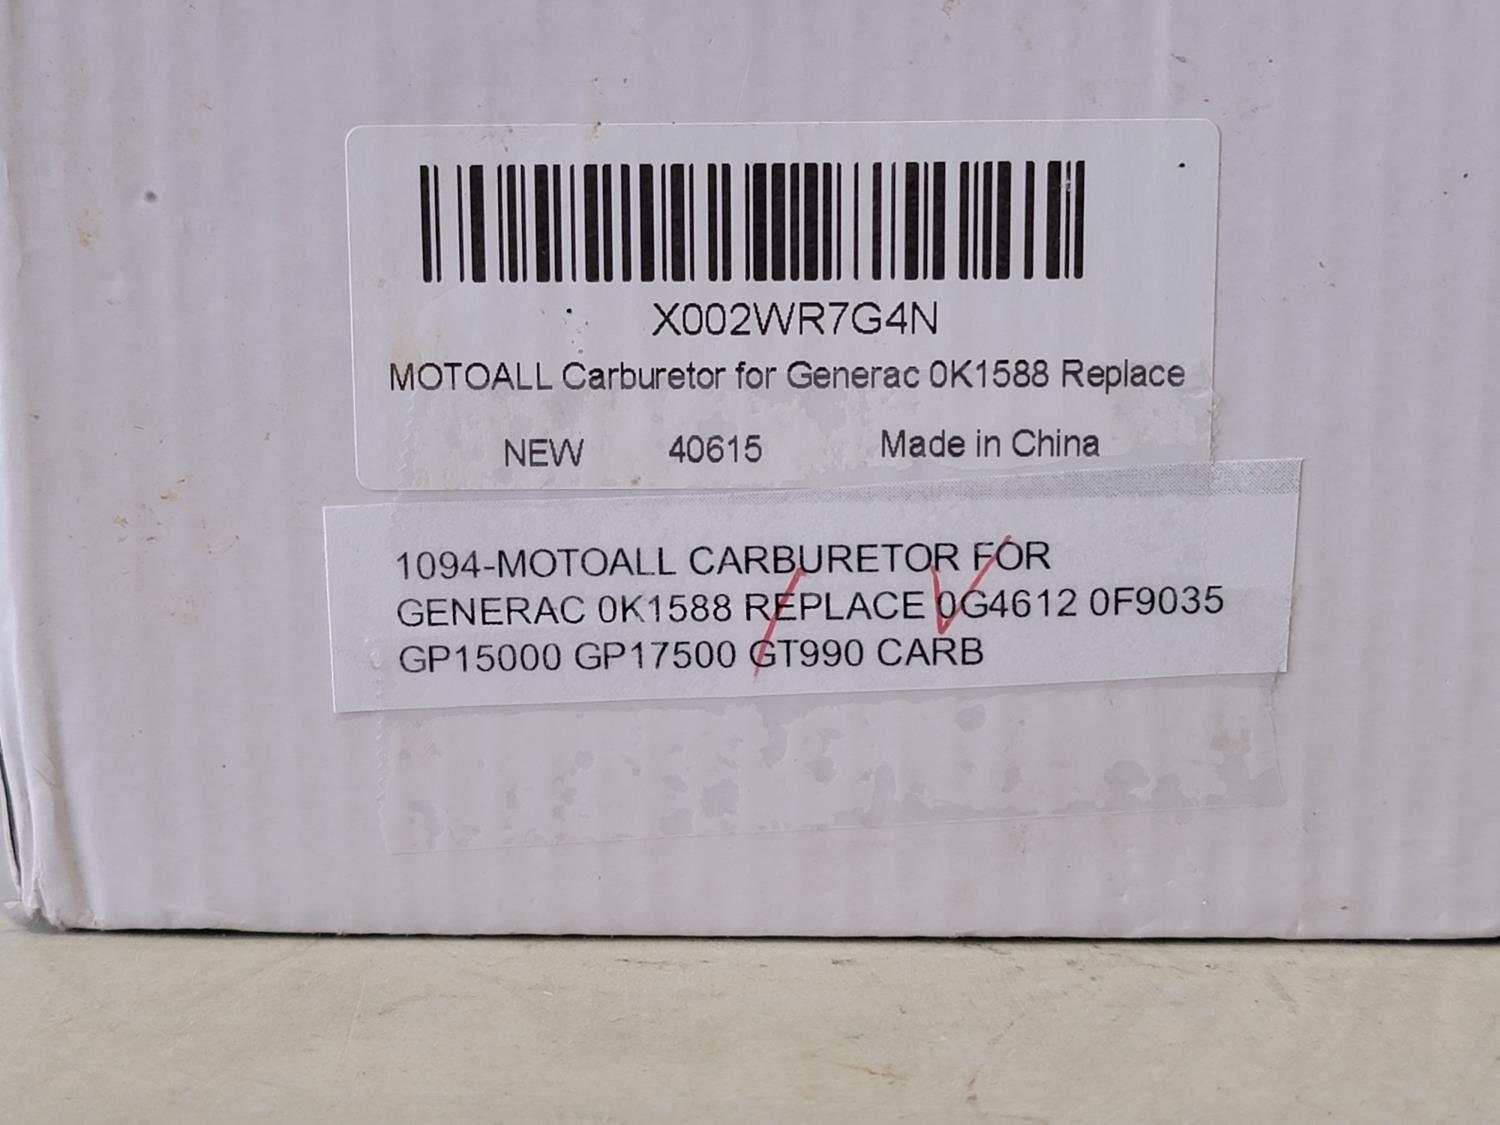 X002WR7G4N
MOTOALL Carburetor for Generac 0K1588 Replace
NEW 40615 Made in China
1094-MOTOALL CARBURETOR FOR
GENERAC 0K1588 REPLACE 0G4612 0F9035
GP15000 GP17500 GT990 CARB